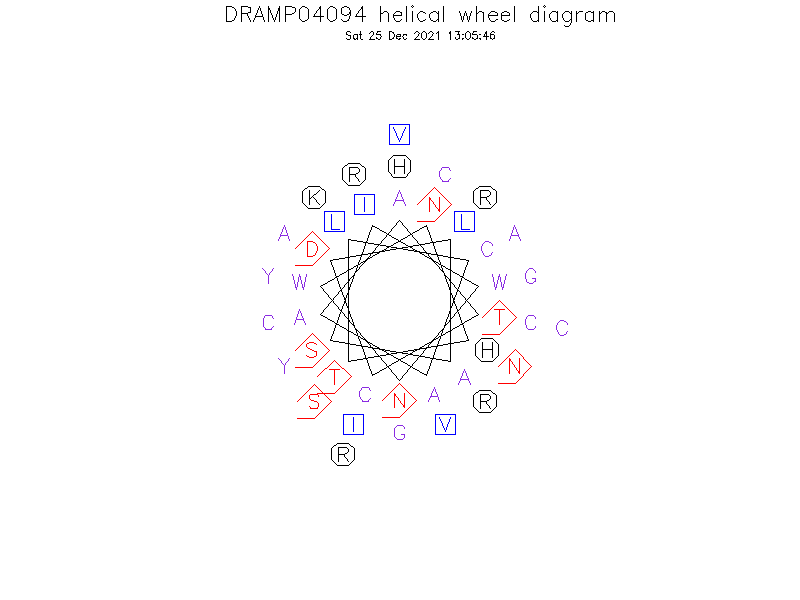 DRAMP04094 helical wheel diagram
Sat 25 Dec 2021 13:05:46
V
H
R C
K A R
I N
L L
A A
D C
Y W W G
C A T C C
S H
Y N
T A
S C N A R
I V
G
R